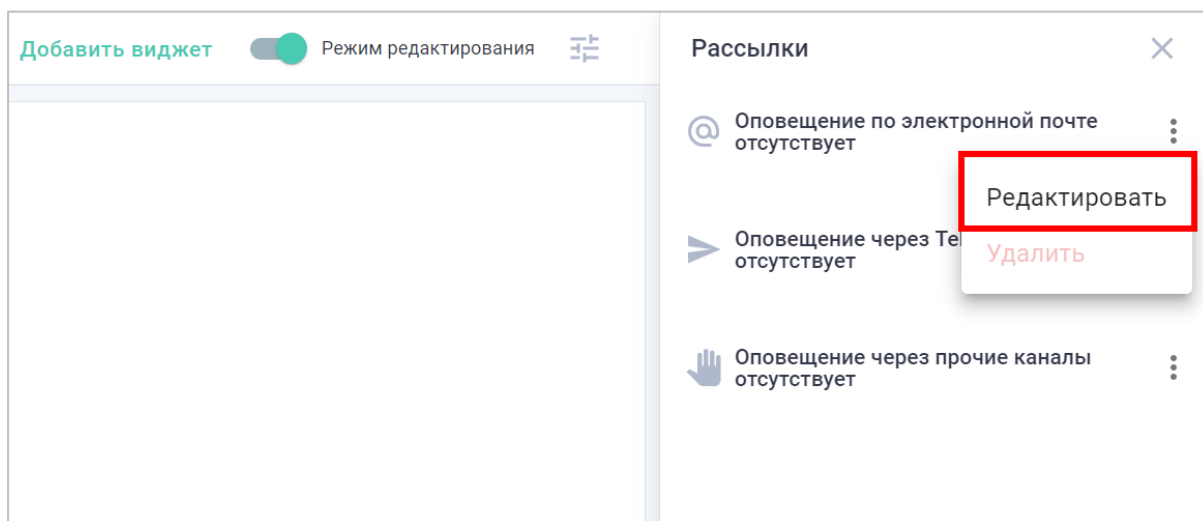 Добавить виджет
Режим редактирования
Рассылки
Оповещение по электронной почте
отсутствует
Редактировать
Удалить
Оповещение через
отсутствует
Оповещение через прочие каналы
отсутствует